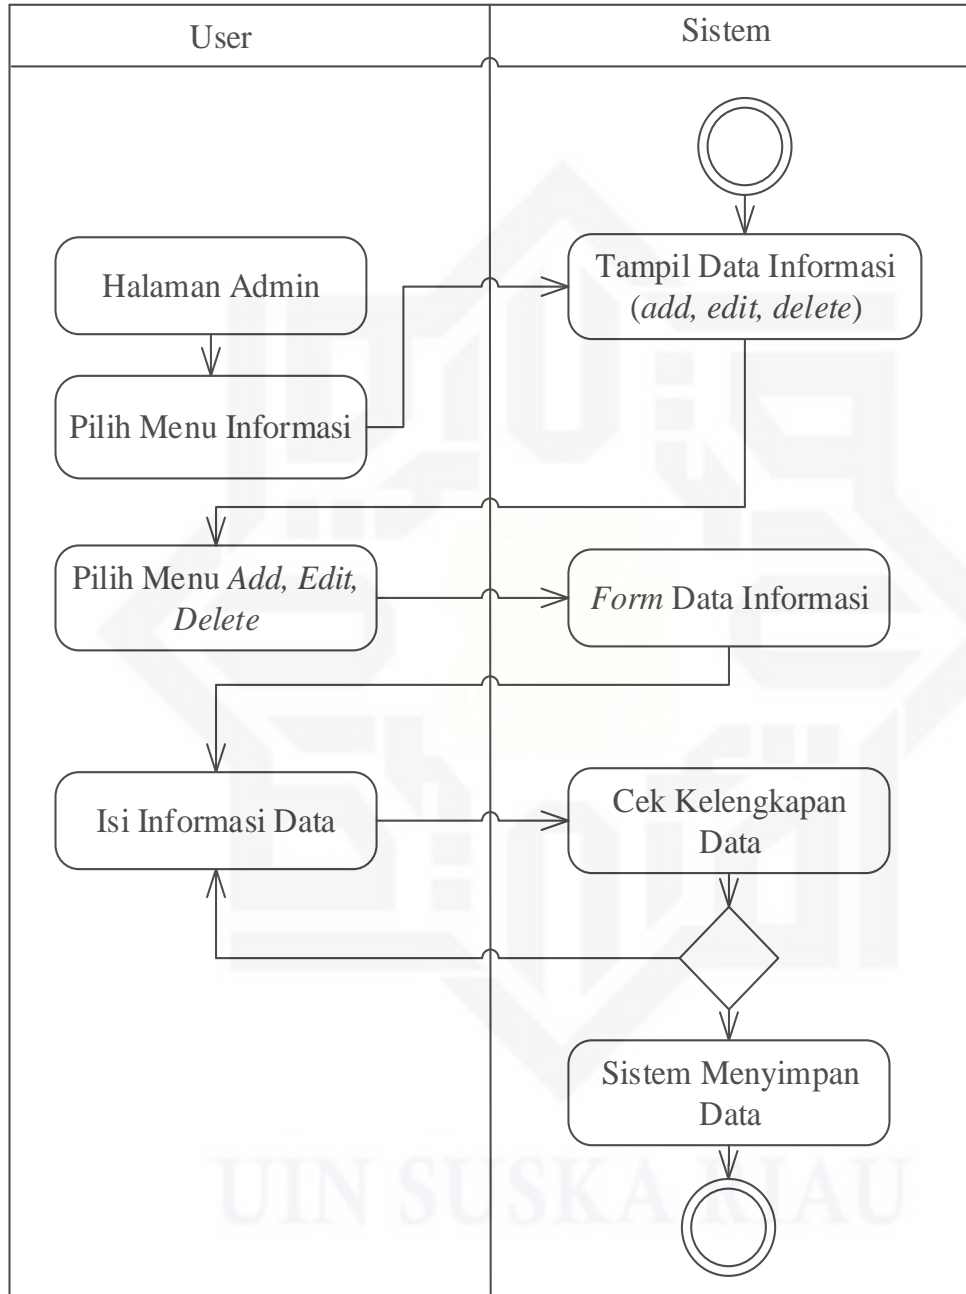 User
Sistem
Halaman Admin
Tampil Data Informasi
(add, edit, delete)
Pilih Menu Informasi
Pilih Menu Add, Edit,
Delete
Form Data Informasi
Isi Informasi Data
Cek Kelengkapan
Data
Sistem Menyimpan
Data
UIN SUSKA RIAU